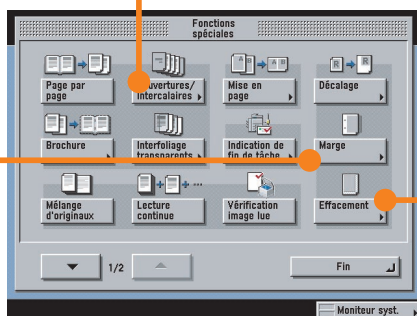 Fonctions
spéciales
Page par
page
Couvertures/
intercalaires
Mise en
page
Décalage
Brochure
Interfoliage
transparents
Indication de
fin de tâche
Marge
Mélange
d'originaux
Lecture
continue
Vérification
image lue
Effacement
1/2
Fin
Moniteur syst.